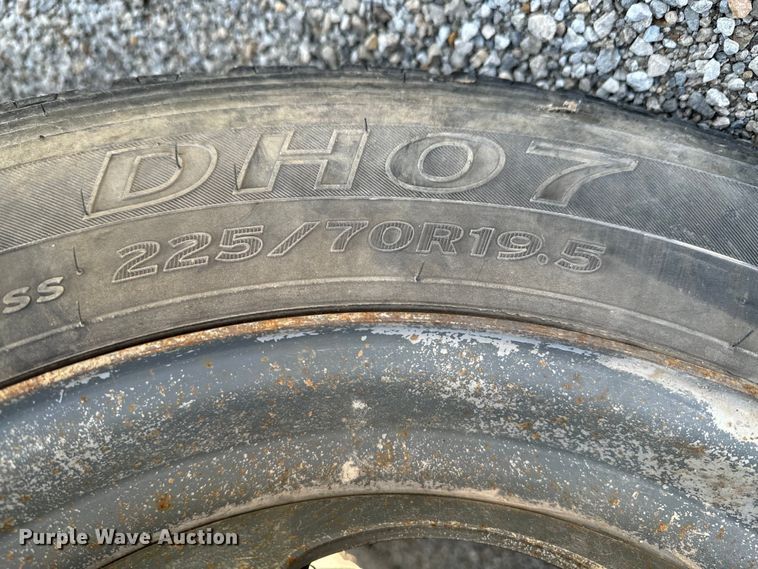 DH07
SS 225/70R19.5
Purple Wave Auction